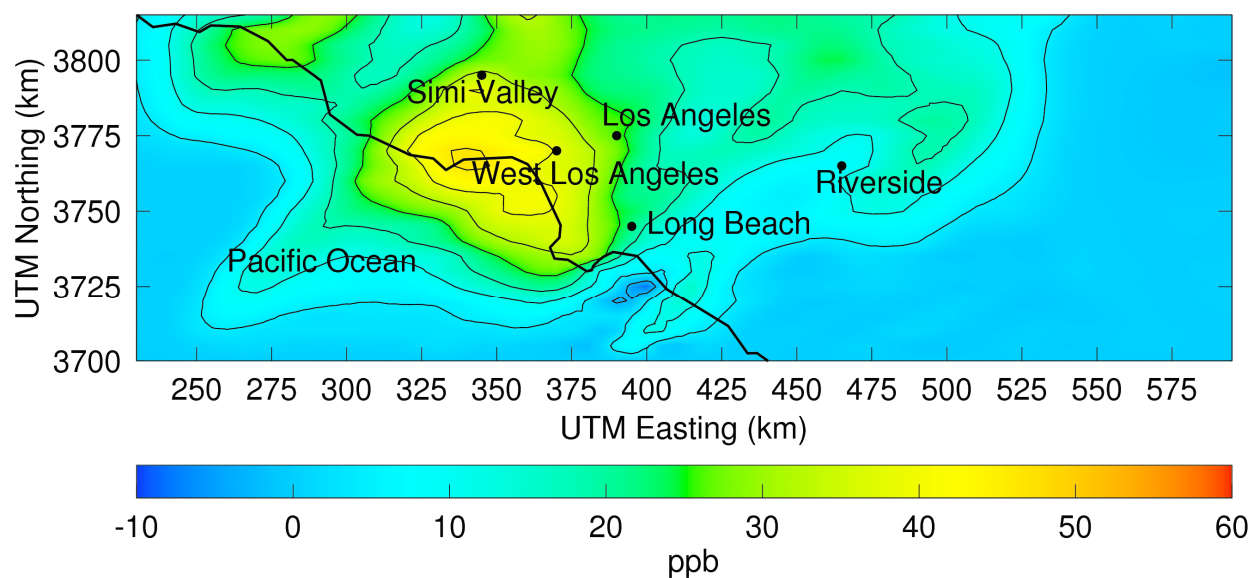 UTM Northing (km)
3800
3775
3750
3725
3700
Simi Valley
Los Angeles
West Los Angeles
Riverside
Long Beach
Pacific Ocean
250 275 300 325 350 375 400 425 450 475 500 525 550 575
UTM Easting (km)
-10 0 10 20 30 40 50 60
ppb